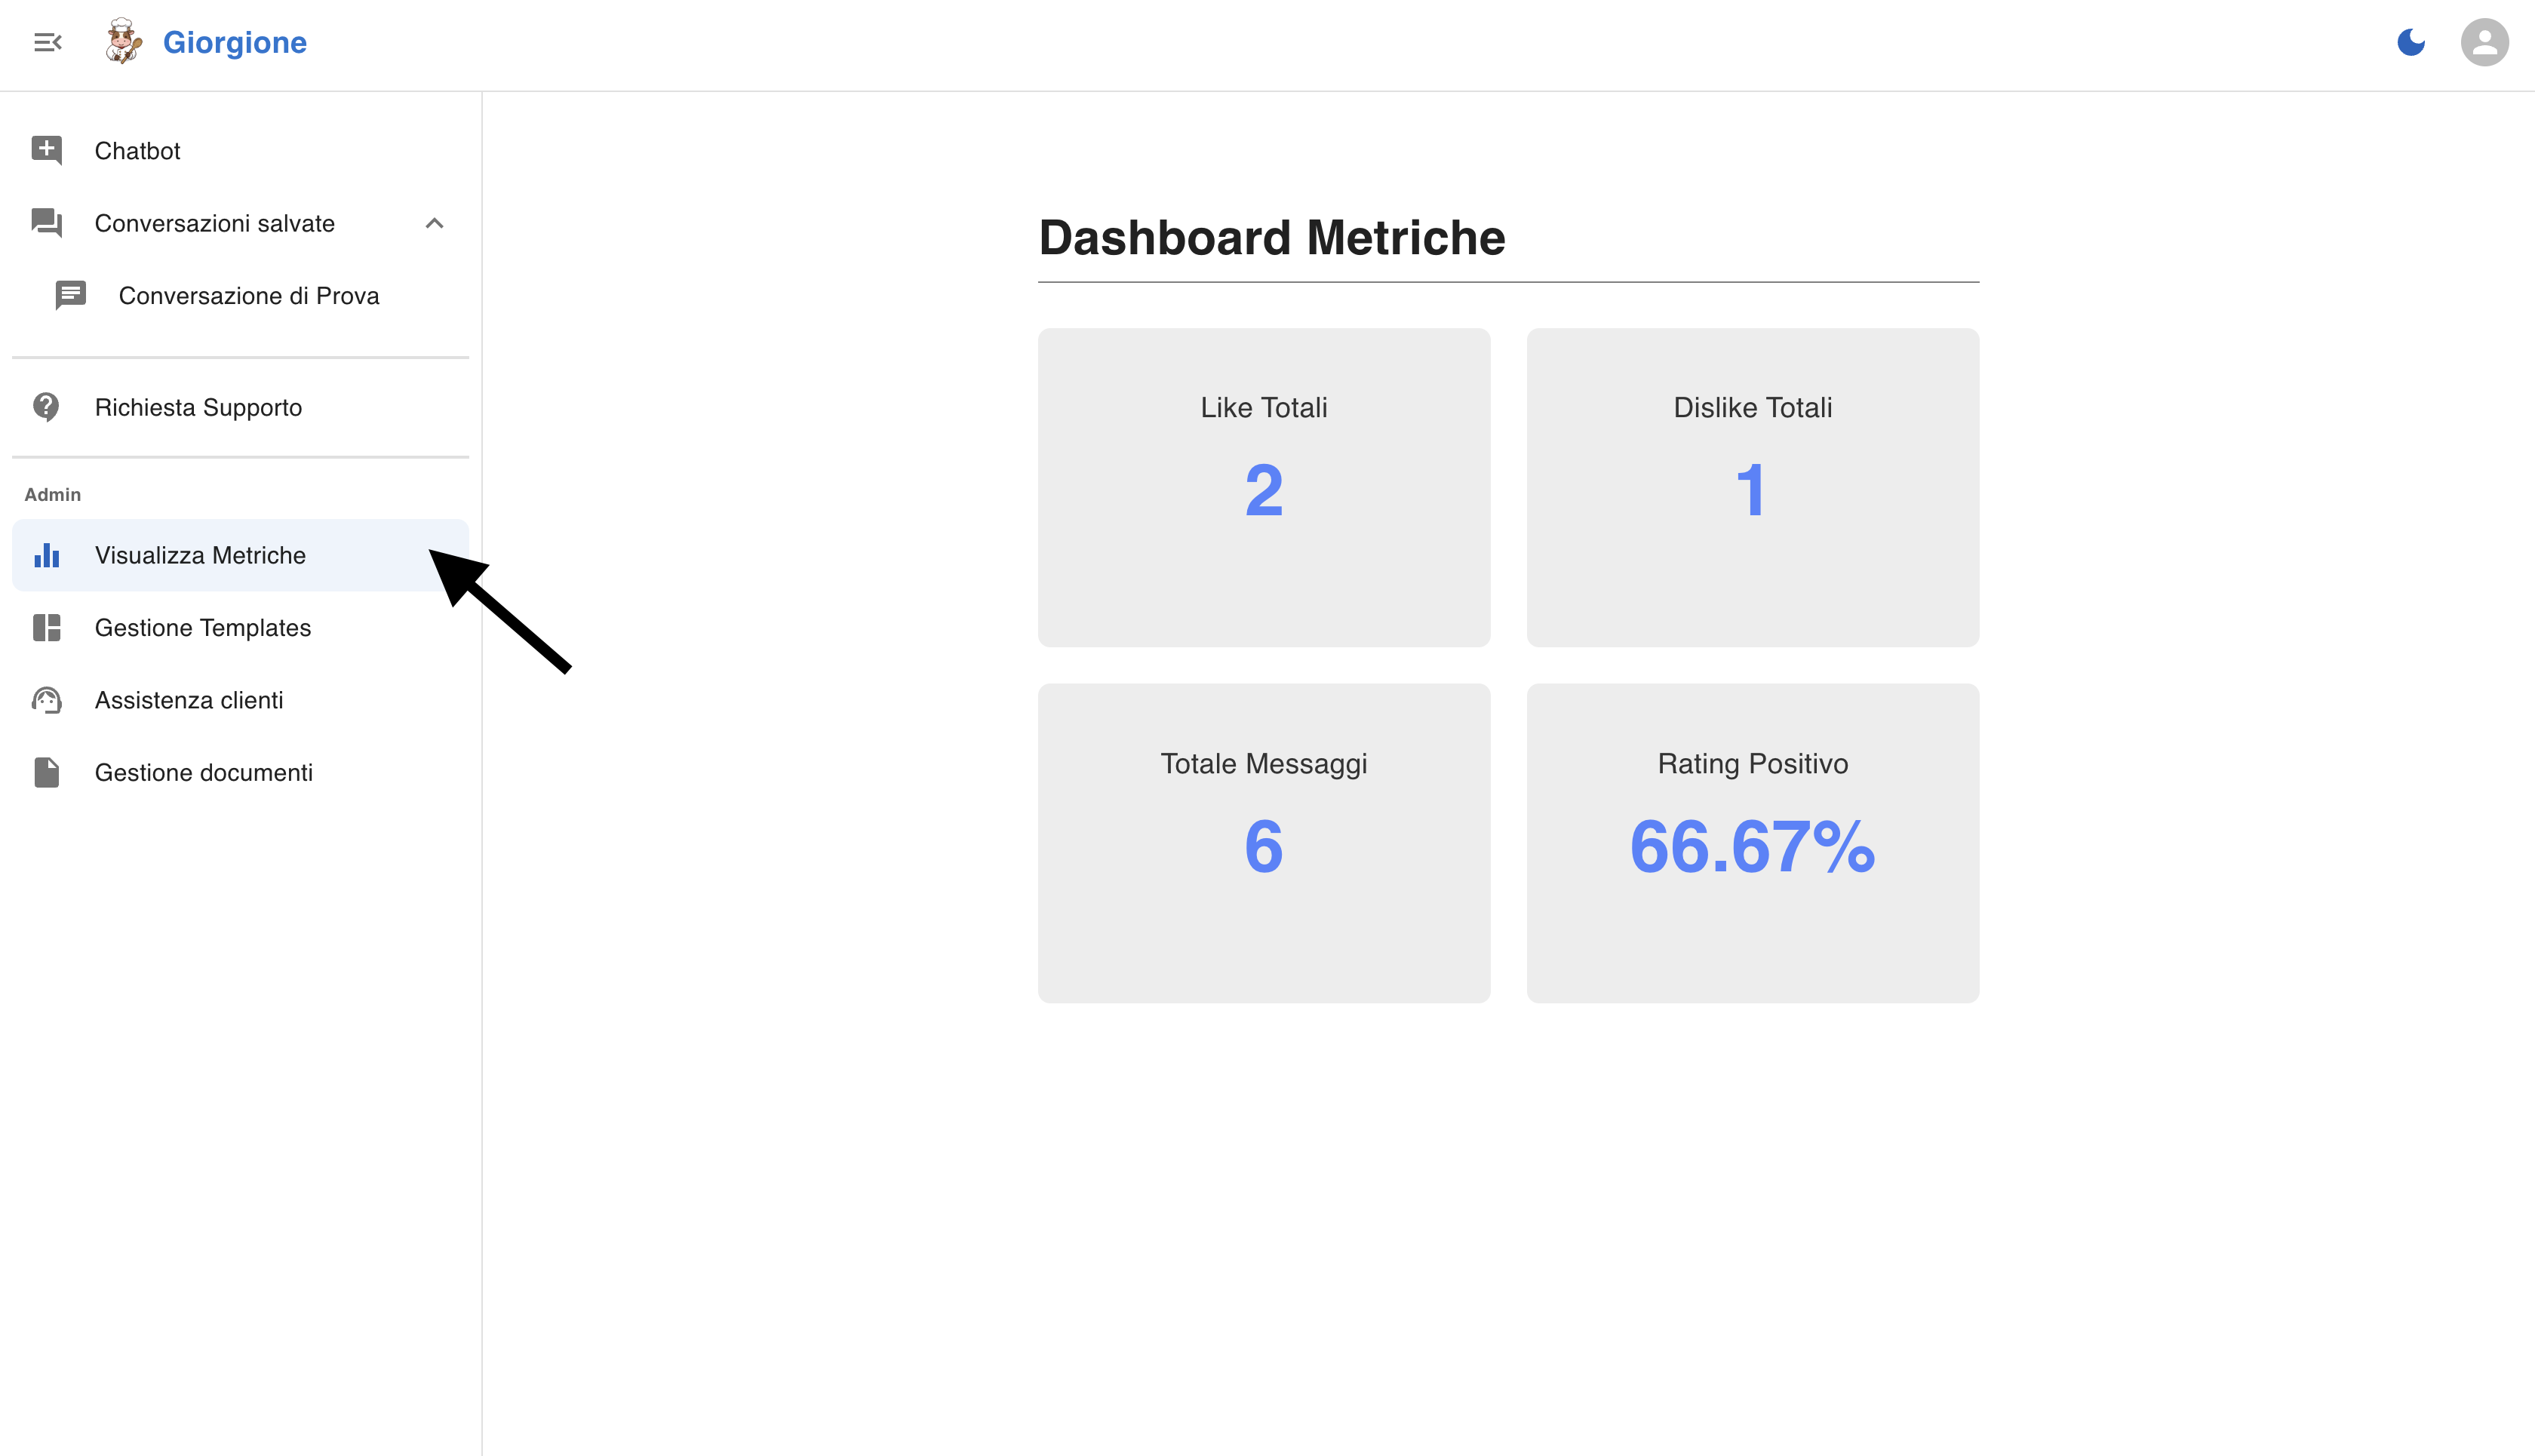 Giorgione
Chatbot
Conversazioni salvate
Conversazione di Prova
Richiesta Supporto
Admin
Visualizza Metriche
Gestione Templates
Assistenza clienti
Gestione documenti
Dashboard Metriche
Like Totali
2
Dislike Totali
1
Totale Messaggi
6
Rating Positivo
66.67%